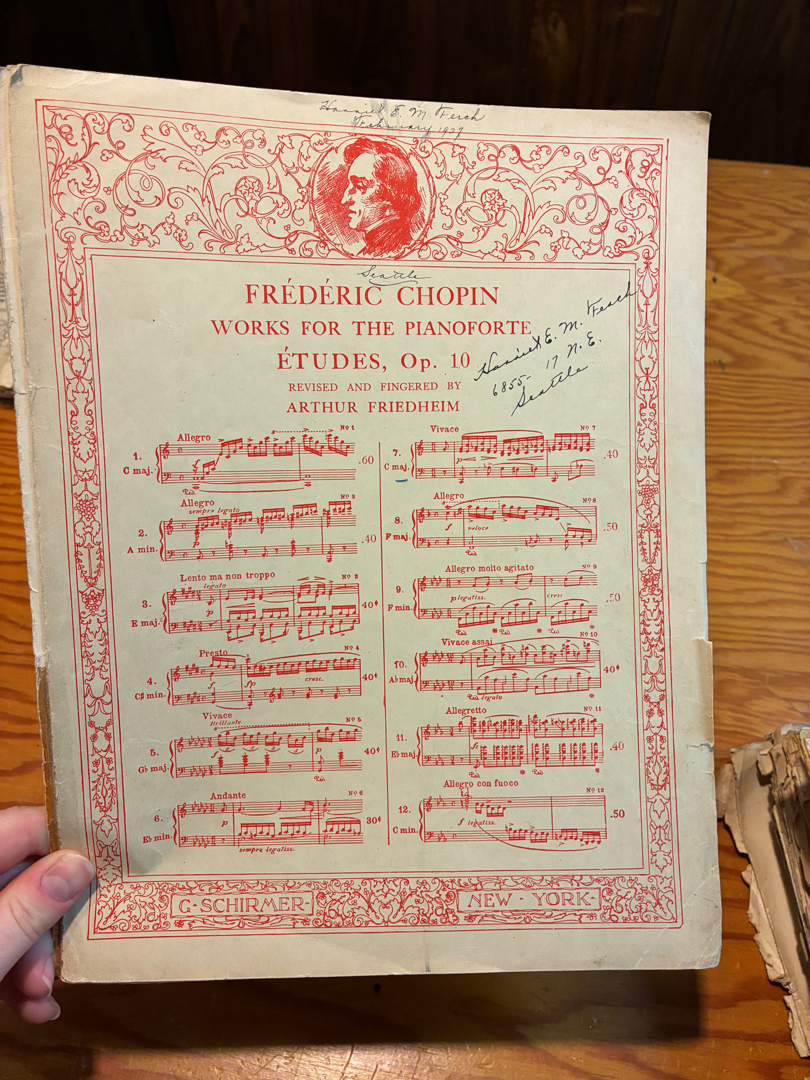 Harriet E. M. Fesch
February 1927
Seattle
FRÉDÉRIC CHOPIN
WORKS FOR THE PIANOFORTE
ÉTUDES, Op. 10
REVISED AND FINGERED BY
ARTHUR FRIEDHEIM
Harriet E. M. Fesch
6855- 17 N. E.
Seattle
Allegro Nº 1
1.
C maj. .60
Allegro Nº 2
sempre legato
2.
A min. .40
Lento ma non troppo Nº 3
legato
3. p
E maj. 40¢
Presto Nº 4
4.
C♯ min. cresc. 40¢
Vivace Nº 5
Brillante
5.
G♭ maj. p 40¢
Andante Nº 6
6. p
E♭ min. 30¢
sempre legatiss.
Vivace Nº 7
7.
C maj. .40
Allegro Nº 8
8. f veloce
F maj. .50
Allegro molto agitato Nº 9
9. p legatiss. cresc
F min. .50
Vivace assai Nº 10
10.
A♭ maj. 40¢
legato
Allegretto Nº 11
11.
E♭ maj. .40
Allegro con fuoco Nº 12
12. f legatiss.
C min. .50
G·SCHIRMER· NEW·YORK·